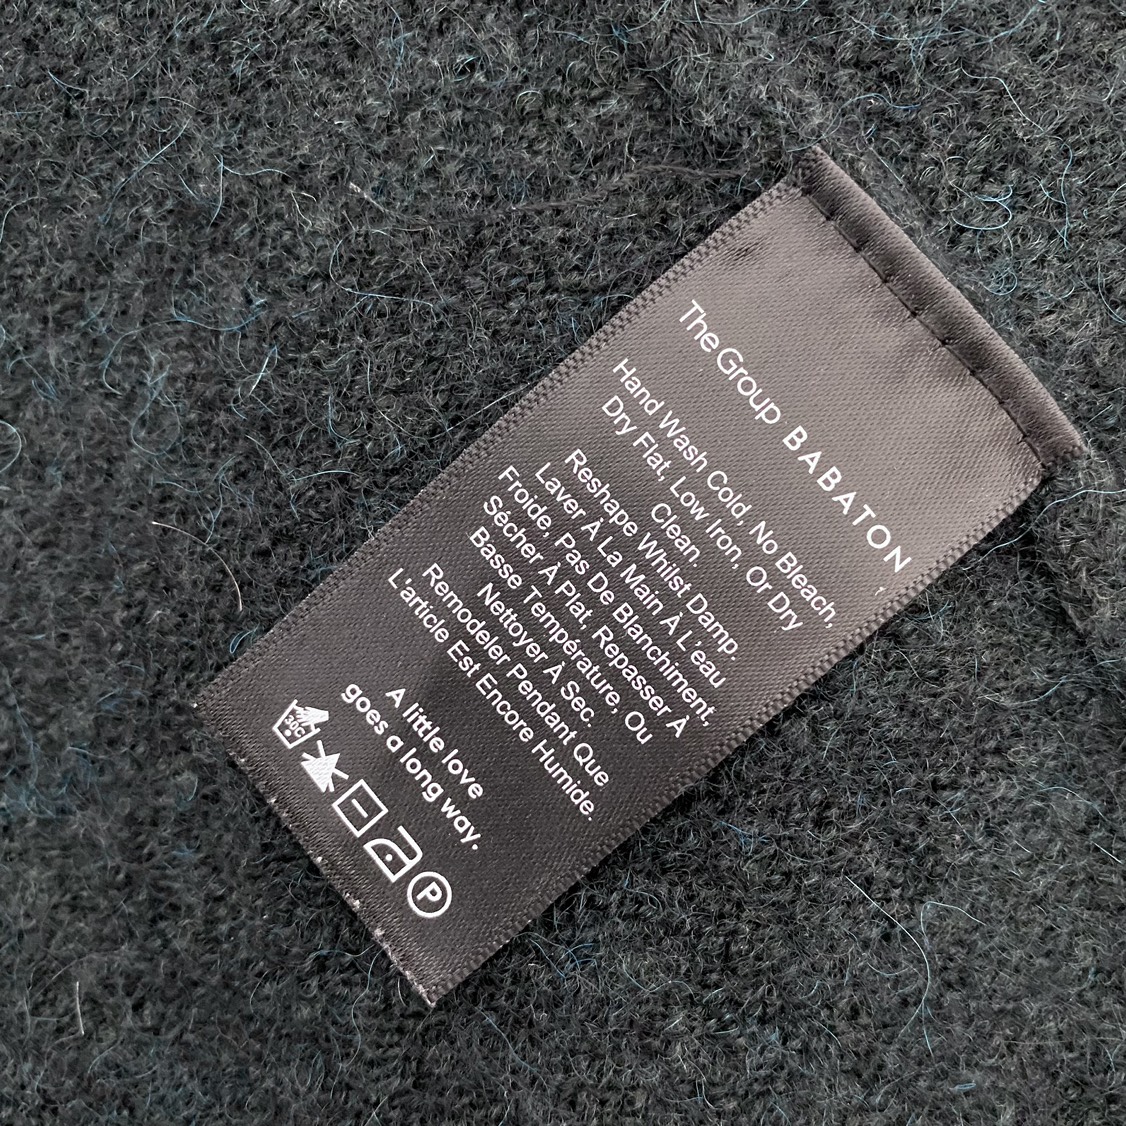 The Group BABATON
Hand Wash Cold, No Bleach,
Dry Flat, Low Iron, Or Dry
Clean.
Reshape Whilst Damp.
Laver À La Main À L'eau
Froide, Pas De Blanchiment,
Sécher À Plat, Repasser À
Basse Température, Ou
Nettoyer À Sec.
Remodeler Pendant Que
L'article Est Encore Humide.
A little love
goes a long way.
30C
P